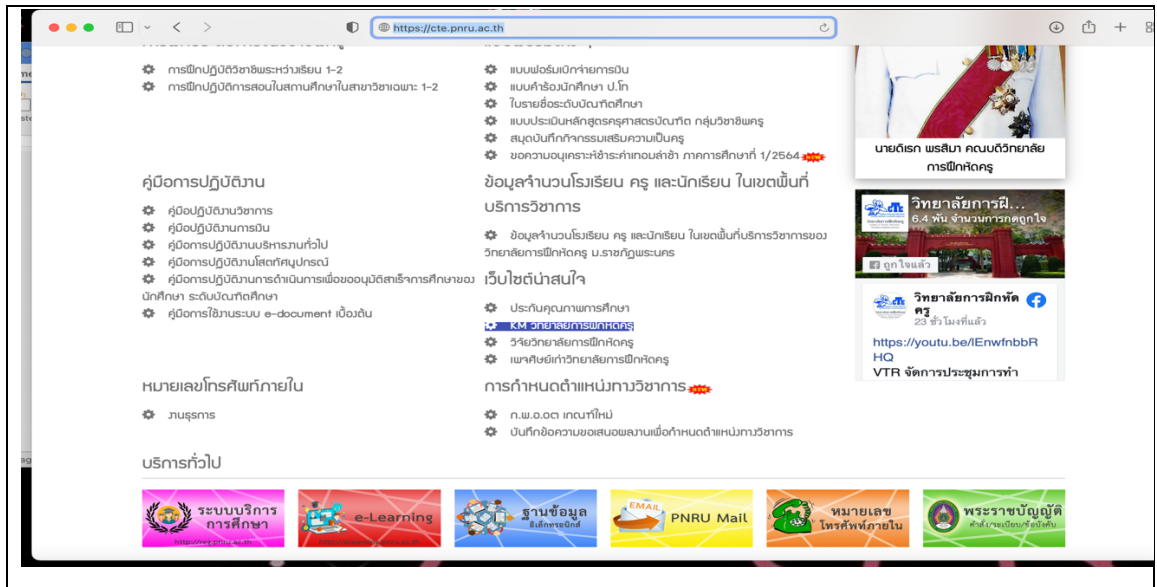 https://cte.pnru.ac.th
การฝึกปฏิบัติวิชาชีพระหว่างเรียน 1-2
การฝึกปฏิบัติการสอนในสถานศึกษาในสาขาวิชาเฉพาะ 1-2
แบบฟอร์มเบิกจ่ายการเงิน
แบบคำร้องนักศึกษา ป.โท
ใบรายชื่อระดับบัณฑิตศึกษา
แบบประเมินหลักสูตรครุศาสตรบัณฑิต กลุ่มวิชาชีพครู
สมุดบันทึกกิจกรรมเสริมความเป็นครู
ขอความอนุเคราะห์ชำระค่าเทอมล่าช้า ภาคการศึกษาที่ 1/2564 NEW
คู่มือการปฏิบัติงาน
คู่มือปฏิบัติงานวิชาการ
คู่มือปฏิบัติงานการเงิน
คู่มือการปฏิบัติงานบริหารงานทั่วไป
คู่มือการปฏิบัติงานโสตทัศนูปกรณ์
คู่มือการปฏิบัติงานการดำเนินการเพื่อขออนุมัติสำเร็จการศึกษาของ
นักศึกษา ระดับบัณฑิตศึกษา
คู่มือการใช้งานระบบ e-document เบื้องต้น
ข้อมูลจำนวนโรงเรียน ครู และนักเรียน ในเขตพื้นที่
บริการวิชาการ
ข้อมูลจำนวนโรงเรียน ครู และนักเรียน ในเขตพื้นที่บริการวิชาการของ
วิทยาลัยการฝึกหัดครู ม.ราชภัฏพระนคร
เว็บไซต์น่าสนใจ
ประกันคุณภาพการศึกษา
KM วิทยาลัยการฝึกหัดครู
วิจัยวิทยาลัยการฝึกหัดครู
เพจศิษย์เก่าวิทยาลัยการฝึกหัดครู
หมายเลขโทรศัพท์ภายใน
งานธุรการ
การกำหนดตำแหน่งทางวิชาการ NEW
ก.พ.อ.๐๓ เกณฑ์ใหม่
บันทึกข้อความขอเสนอผลงานเพื่อกำหนดตำแหน่งทางวิชาการ
นายดิเรก พรสีมา คณบดีวิทยาลัย
การฝึกหัดครู
วิทยาลัยการฝึ...
6.4 พัน จำนวนการกดถูกใจ
ถูกใจแล้ว
วิทยาลัยการฝึกหัด
ครู
23 ชั่วโมงที่แล้ว
https://youtu.be/lEnwfnbbR
HQ
VTR จัดการประชุมการทำ
บริการทั่วไป
ระบบบริการ
การศึกษา
http://reg.pnru.ac.th
e-Learning
ฐานข้อมูล
อิเล็กทรอนิกส์
EMAIL
PNRU Mail
หมายเลข
โทรศัพท์ภายใน
พระราชบัญญัติ
คำสั่ง/ระเบียบ/ข้อบังคับ